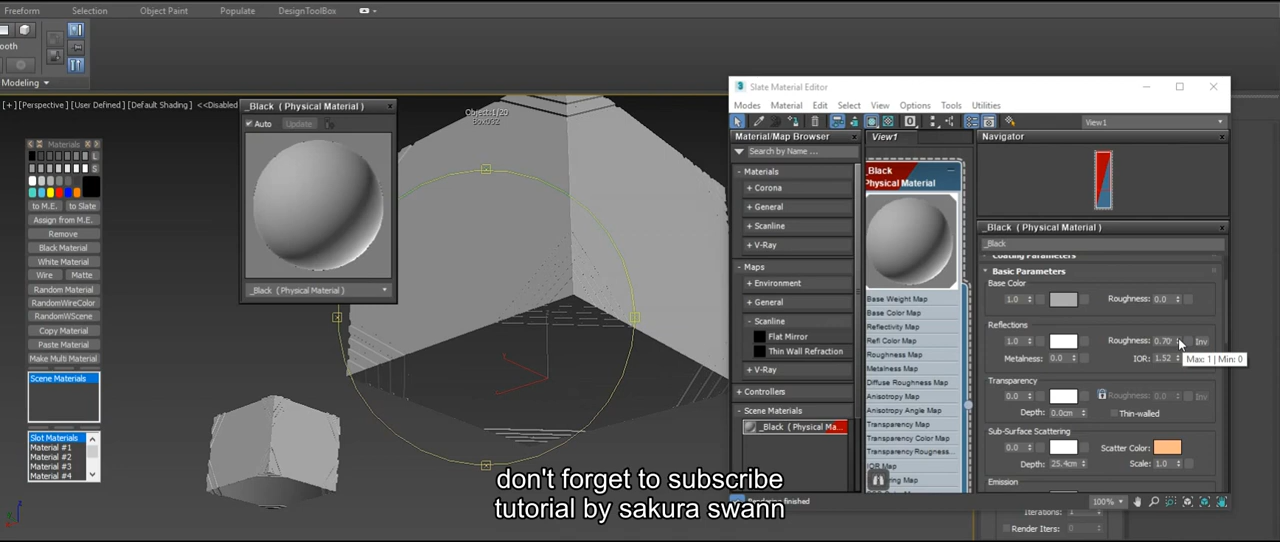 Freeform
Selection
Object Paint
Populate
DesignToolBox
ooth
Modeling
[+] [Perspective] [User Defined] [Default Shading] <<Disabled
Object:1/20
Materials
L
S
to M.E.
to Slate
Assign from M.E.
Remove
Black Material
White Material
Wire
Matte
Random Material
RandomWireColor
RandomWScene
Copy Material
Paste Material
Make Multi Material
Scene Materials
Slot Materials
Material #1
Material #2
Material #3
Material #4
_Black ( Physical Material )
Auto
Update
_Black ( Physical Material )
Slate Material Editor
Modes
Material
Edit
Select
View
Options
Tools
Utilities
View1
Material/Map Browser
Search by Name ...
- Materials
+ Corona
+ General
+ Scanline
+ V-Ray
- Maps
+ Environment
+ General
- Scanline
Flat Mirror
Thin Wall Refraction
+ V-Ray
+ Controllers
- Scene Materials
_Black ( Physical Ma...
Rendering finished
View1
_Black
Physical Material
Base Weight Map
Base Color Map
Reflectivity Map
Refl Color Map
Roughness Map
Metalness Map
Diffuse Roughness Map
Anisotropy Map
Anisotropy Angle Map
Transparency Map
Transparency Color Map
Transparency Roughness...
IOR Map
Navigator
_Black ( Physical Material )
_Black
Coating Parameters
Basic Parameters
Base Color
1.0
Roughness: 0.0
Reflections
1.0
Roughness: 0.70
Inv
Metalness: 0.0
IOR: 1.52
Max: 1 | Min: 0
Transparency
0.0
Roughness: 0.0
Inv
Depth: 0.0cm
Thin-walled
Sub-Surface Scattering
0.0
Scatter Color:
Depth: 25.4cm
Scale: 1.0
Emission
100%
Iterations: 1
Render Iters: 0
don't forget to subscribe
tutorial by sakura swann